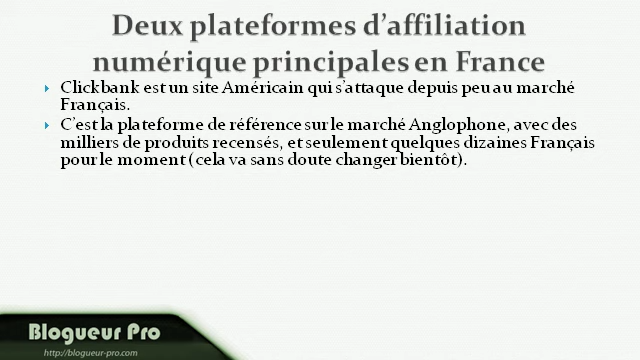 Deux plateformes d’affiliation
numérique principales en France
Clickbank est un site Américain qui s’attaque depuis peu au marché
Français.
C’est la plateforme de référence sur le marché Anglophone, avec des
milliers de produits recensés, et seulement quelques dizaines Français
pour le moment (cela va sans doute changer bientôt).
Blogueur Pro
http://blogueur-pro.com